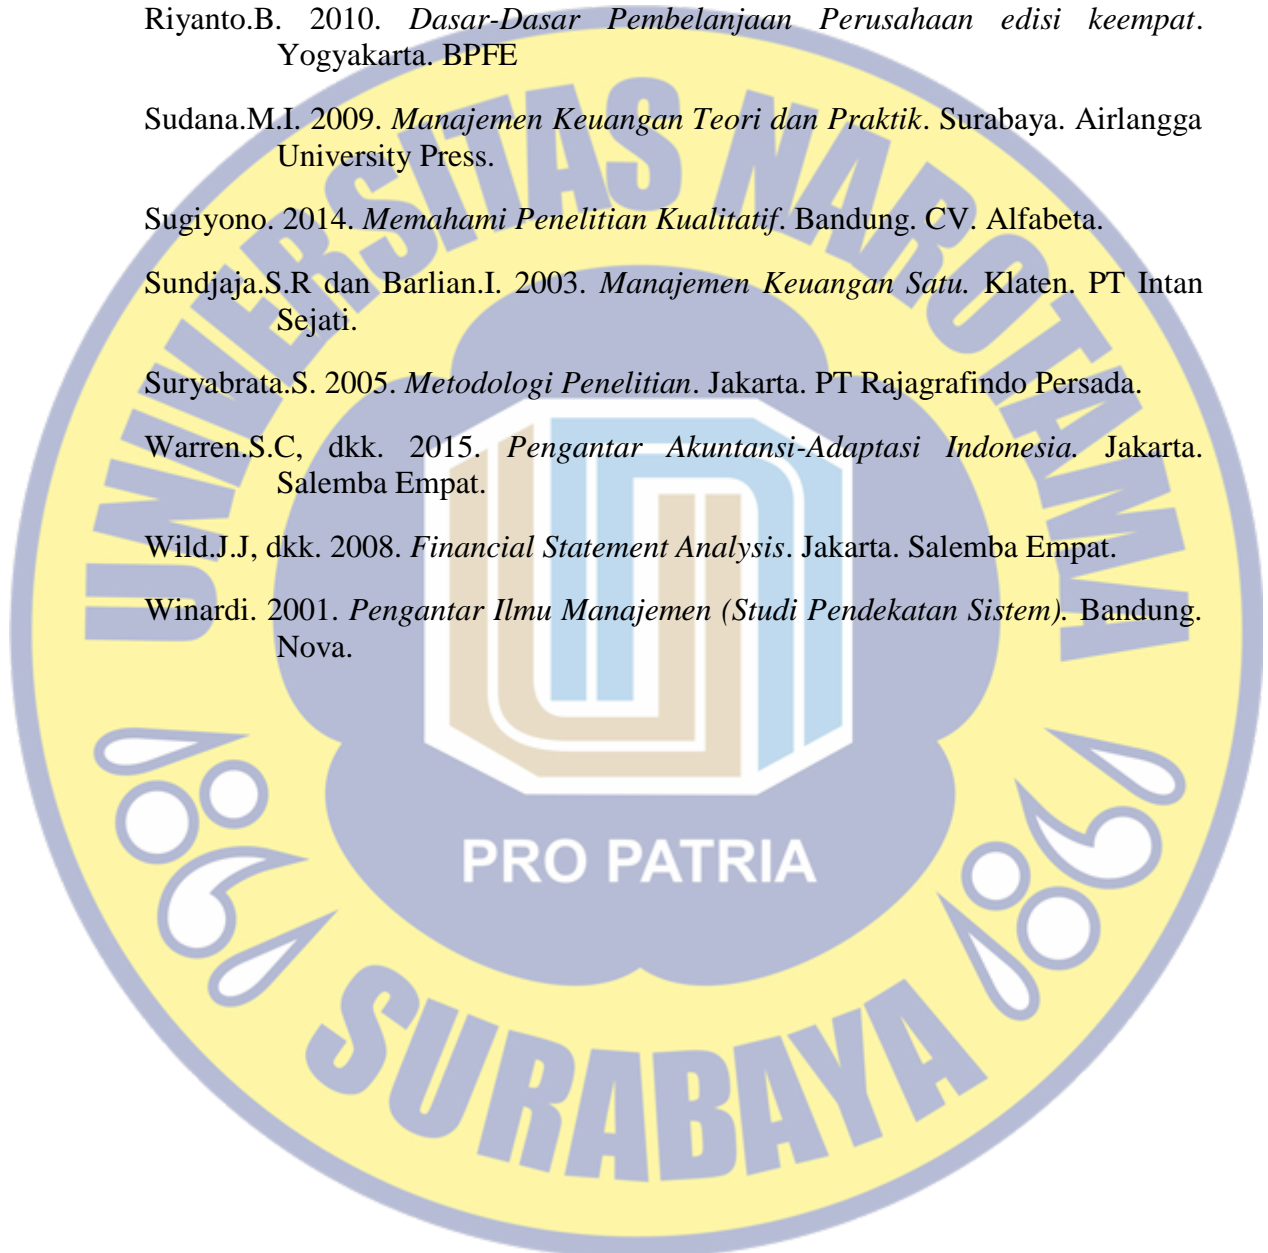 Riyanto.B. 2010. Dasar-Dasar Pembelanjaan Perusahaan edisi keempat.
Yogyakarta. BPFE
Sudana.M.I. 2009. Manajemen Keuangan Teori dan Praktik. Surabaya. Airlangga
University Press.
Sugiyono. 2014. Memahami Penelitian Kualitatif. Bandung. CV. Alfabeta.
Sundjaja.S.R dan Barlian.I. 2003. Manajemen Keuangan Satu. Klaten. PT Intan
Sejati.
Suryabrata.S. 2005. Metodologi Penelitian. Jakarta. PT Rajagrafindo Persada.
Warren.S.C, dkk. 2015. Pengantar Akuntansi-Adaptasi Indonesia. Jakarta.
Salemba Empat.
Wild.J.J, dkk. 2008. Financial Statement Analysis. Jakarta. Salemba Empat.
Winardi. 2001. Pengantar Ilmu Manajemen (Studi Pendekatan Sistem). Bandung.
Nova.
UNIVERSITAS NAROTAMA
PRO PATRIA
SURABAYA